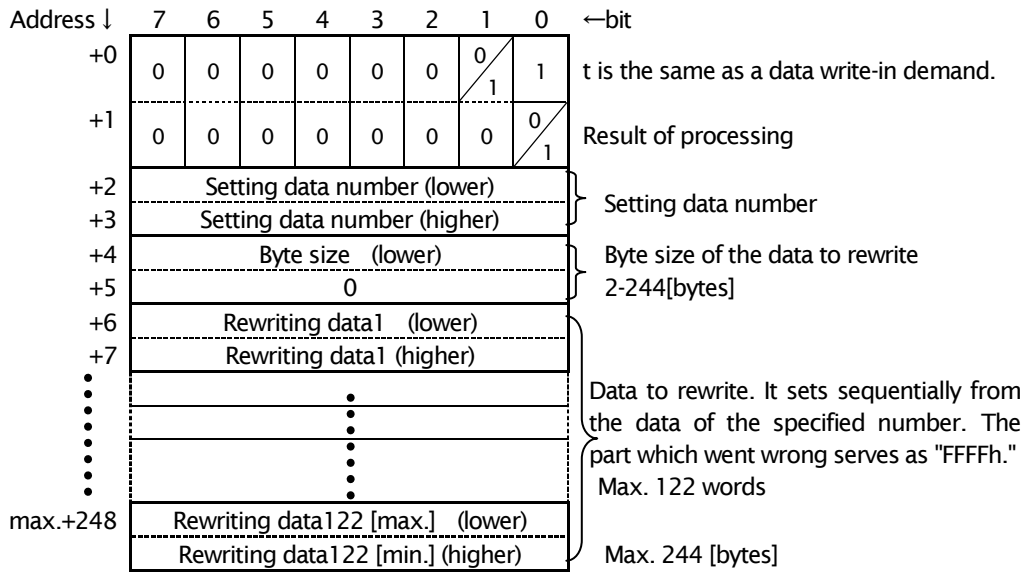 Address ↓ 7 6 5 4 3 2 1 0 ←bit
+0 0 0 0 0 0 0 0/1 1 t is the same as a data write-in demand.
+1 0 0 0 0 0 0 0 0/1 Result of processing
+2 Setting data number (lower)
Setting data number
+3 Setting data number (higher)
+4 Byte size (lower) Byte size of the data to rewrite
+5 0 2-244[bytes]
+6 Rewriting data1 (lower)
+7 Rewriting data1 (higher)
Data to rewrite. It sets sequentially from
the data of the specified number. The
part which went wrong serves as "FFFFh."
Max. 122 words
max.+248 Rewriting data122 [max.] (lower)
Rewriting data122 [min.] (higher) Max. 244 [bytes]